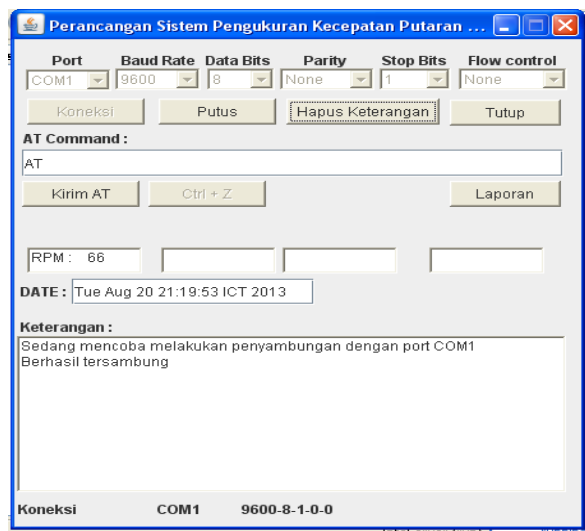 Perancangan Sistem Pengukuran Kecepatan Putaran ...
Port Baud Rate Data Bits Parity Stop Bits Flow control
COM1 9600 8 None 1 None
Koneksi Putus Hapus Keterangan Tutup
AT Command :
AT
Kirim AT Ctrl + Z Laporan
RPM : 66
DATE : Tue Aug 20 21:19:53 ICT 2013
Keterangan :
Sedang mencoba melakukan penyambungan dengan port COM1
Berhasil tersambung
Koneksi COM1 9600-8-1-0-0